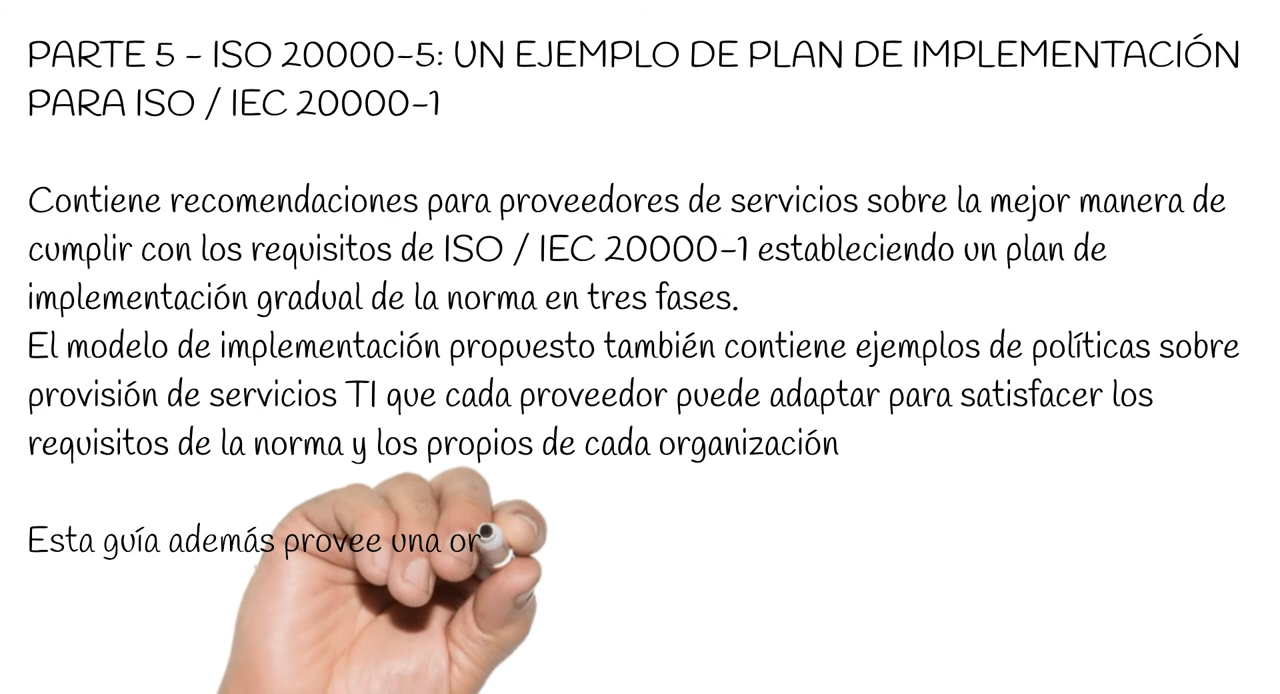 PARTE 5 - ISO 20000-5: UN EJEMPLO DE PLAN DE IMPLEMENTACIÓN
PARA ISO / IEC 20000-1
Contiene recomendaciones para proveedores de servicios sobre la mejor manera de
cumplir con los requisitos de ISO / IEC 20000-1 estableciendo un plan de
implementación gradual de la norma en tres fases.
El modelo de implementación propuesto también contiene ejemplos de políticas sobre
provisión de servicios TI que cada proveedor puede adaptar para satisfacer los
requisitos de la norma y los propios de cada organización
Esta guía además provee una or